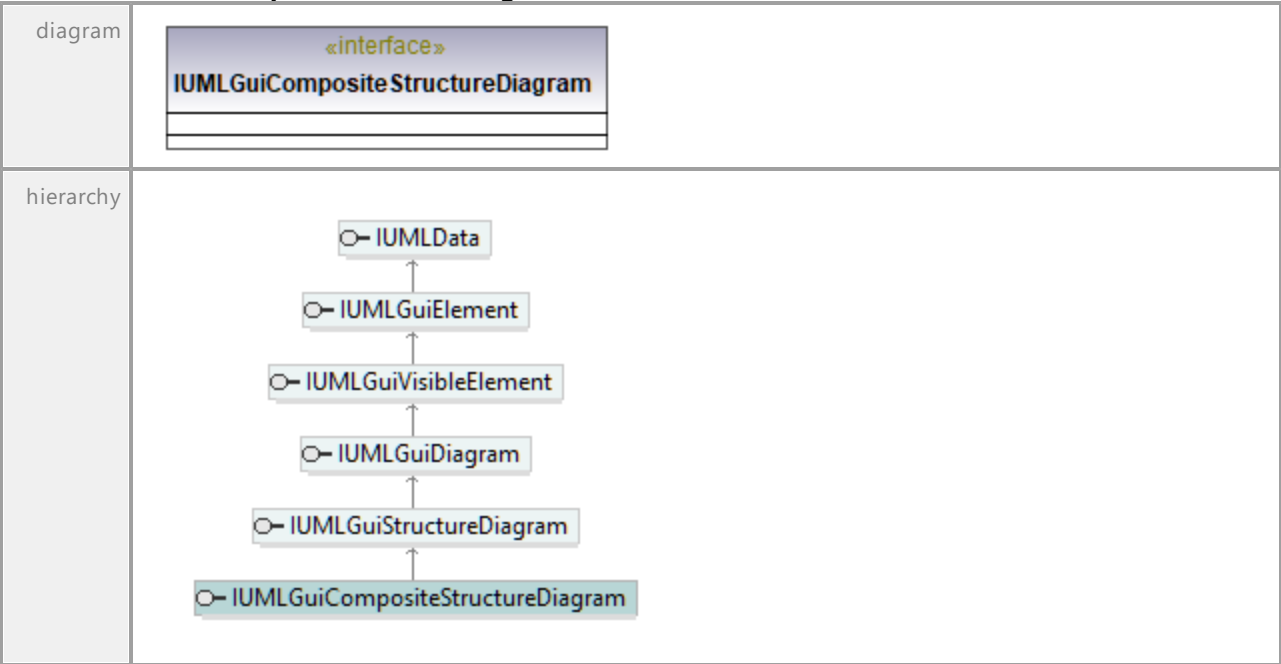 diagram
«interface»
IUMLGuiCompositeStructureDiagram
hierarchy
IUMLData
IUMLGuiElement
IUMLGuiVisibleElement
IUMLGuiDiagram
IUMLGuiStructureDiagram
IUMLGuiCompositeStructureDiagram